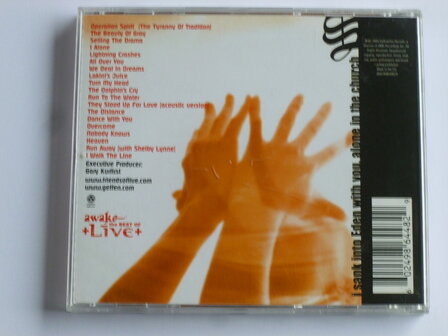 Operation Spirit (The Tyranny Of Tradition)
The Beauty Of Gray
Selling The Drama
I Alone
Lightning Crashes
All Over You
We Deal In Dreams
Lakini's Juice
Turn My Head
The Dolphin's Cry
Run To The Water
They Stood Up For Love (acoustic version)
The Distance
Dance With You
Overcome
Nobody Knows
Heaven
Run Away (with Shelby Lynne)
I Walk The Line
Executive Producer:
Gary Kurfirst
www.friendsoflive.com
www.geffen.com
awake
the BEST OF
+LIVE+
i sank into Eden with you, alone in the church
6 02498 64482 9